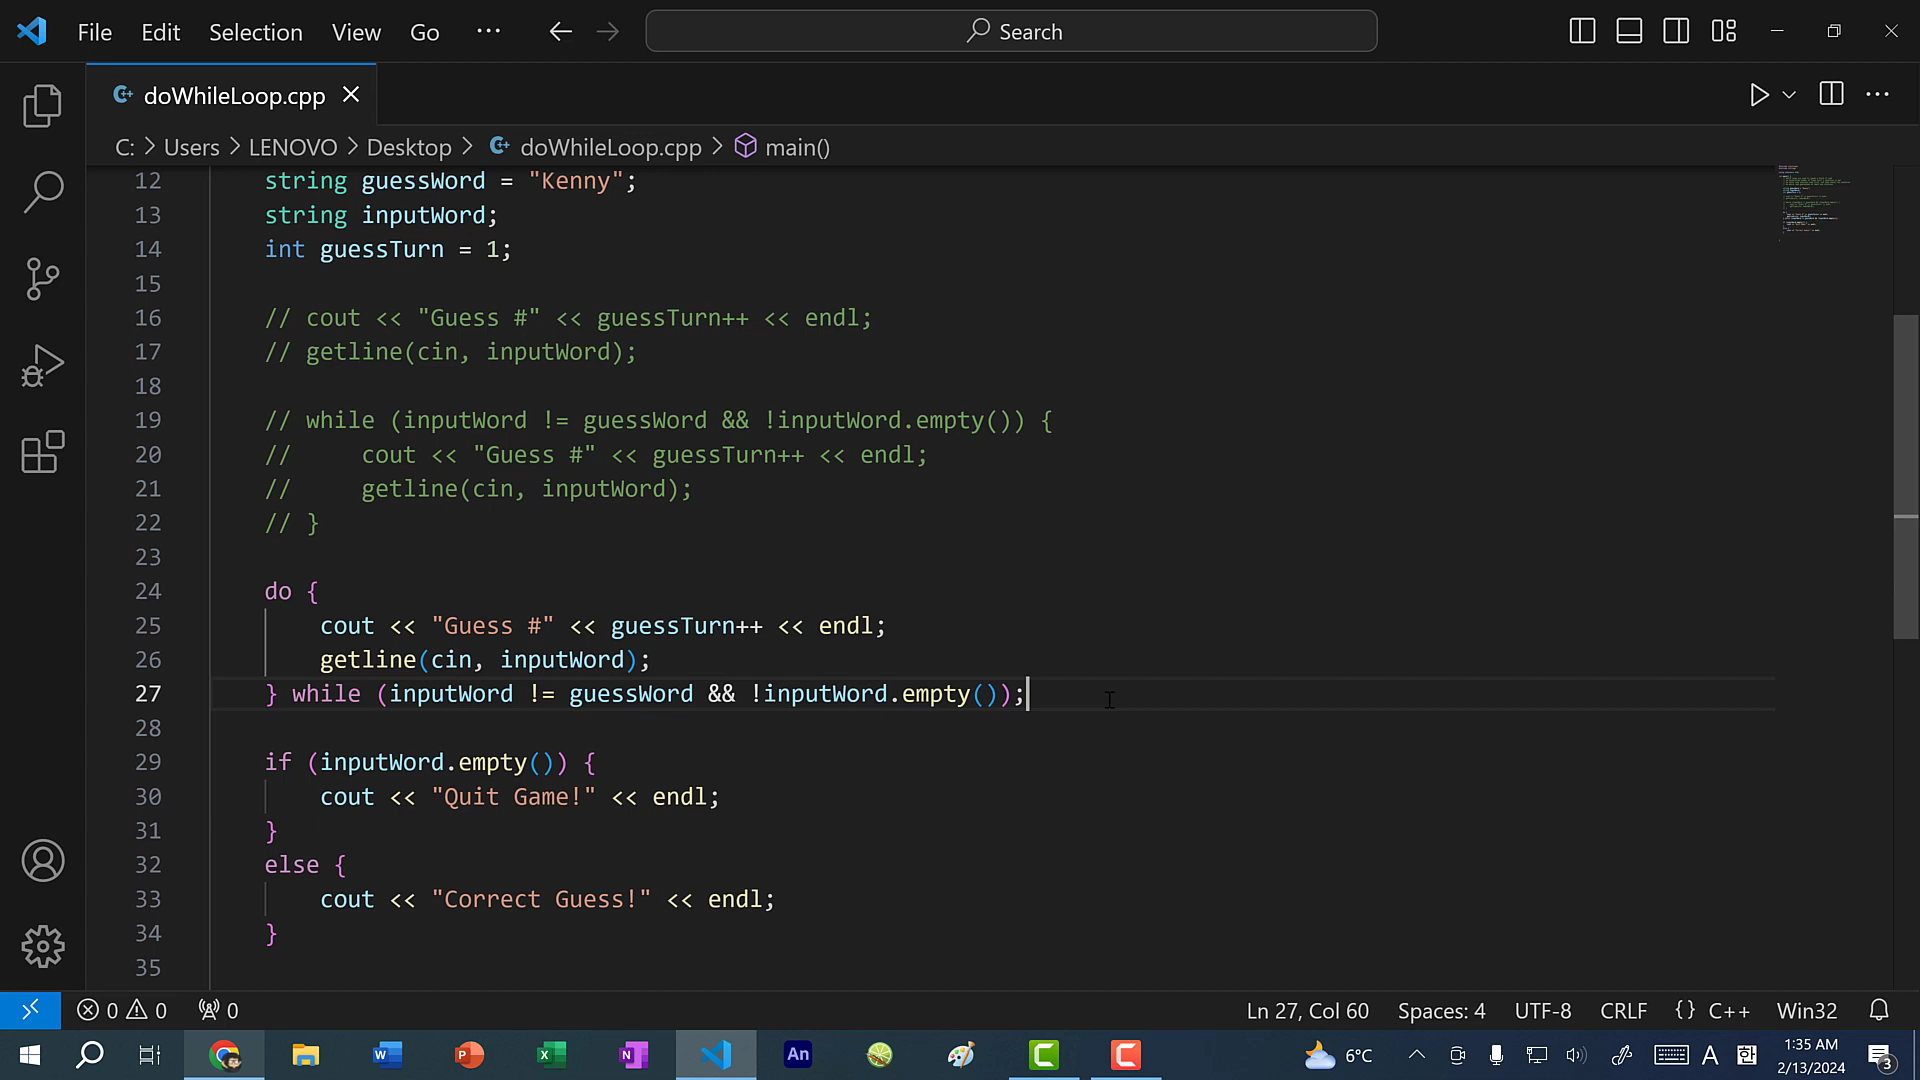 File Edit Selection View Go ··· Search
doWhileLoop.cpp
C: > Users > LENOVO > Desktop > doWhileLoop.cpp > main()
12 string guessWord = "Kenny";
13 string inputWord;
14 int guessTurn = 1;
15
16 // cout << "Guess #" << guessTurn++ << endl;
17 // getline(cin, inputWord);
18
19 // while (inputWord != guessWord && !inputWord.empty()) {
20 //     cout << "Guess #" << guessTurn++ << endl;
21 //     getline(cin, inputWord);
22 // }
23
24 do {
25     cout << "Guess #" << guessTurn++ << endl;
26     getline(cin, inputWord);
27 } while (inputWord != guessWord && !inputWord.empty());
28
29 if (inputWord.empty()) {
30     cout << "Quit Game!" << endl;
31 }
32 else {
33     cout << "Correct Guess!" << endl;
34 }
35
0 0 0 Ln 27, Col 60 Spaces: 4 UTF-8 CRLF {} C++ Win32
6°C A 한 1:35 AM
2/13/2024 3